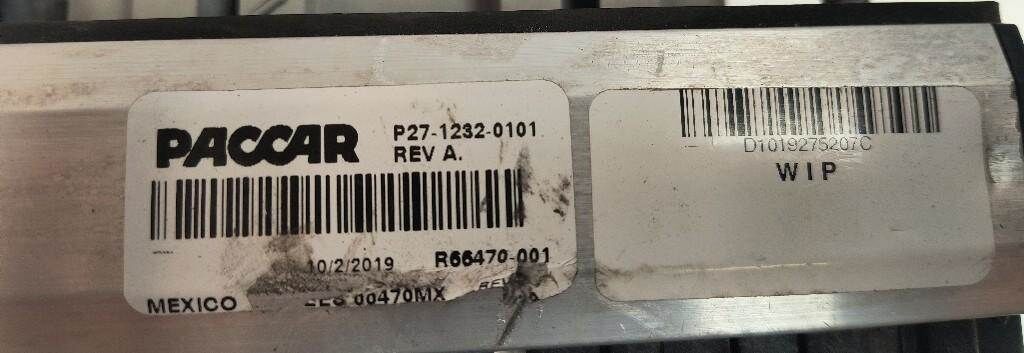 PACCAR
P27-1232-0101
REV A.
10/2/2019
R66470-001
MEXICO
D1019275207C
WIP